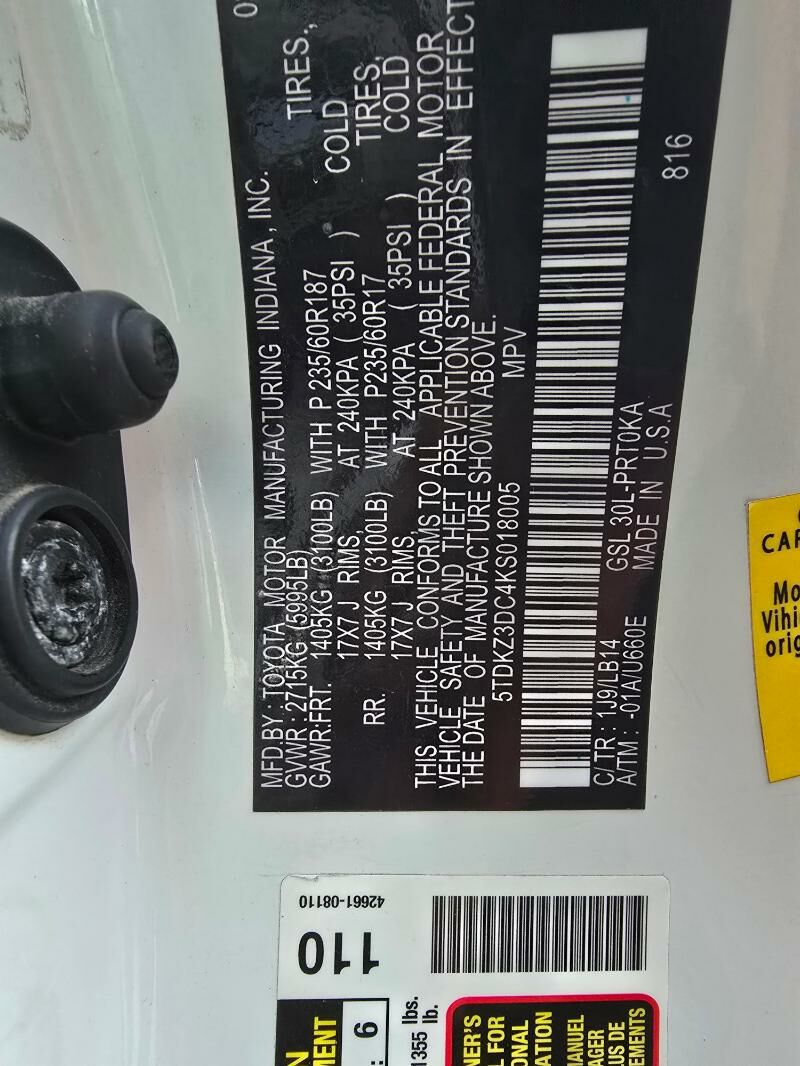 MFD.BY : TOYOTA MOTOR MANUFACTURING INDIANA, INC.
GVWR : 2715KG (5995LB)
GAWR:FRT. 1405KG (3100LB) WITH P 235/60R187 TIRES.,
17X7 J RIMS, AT 240KPA ( 35PSI ) COLD
RR. 1405KG (3100LB) WITH P235/60R17 TIRES,
17X7 J RIMS, AT 240KPA ( 35PSI ) COLD
THIS VEHICLE CONFORMS TO ALL APPLICABLE FEDERAL MOTOR
VEHICLE SAFETY AND THEFT PREVENTION STANDARDS IN EFFECT
THE DATE OF MANUFACTURE SHOWN ABOVE.
5TDKZ3DC4KS018005 MPV
C/TR : 1J9/LB14 GSL 30L-PRT0KA 816
A/TM : -01A/U660E MADE IN U.S.A
42661-08110
110
6
1355 lbs.
lb.